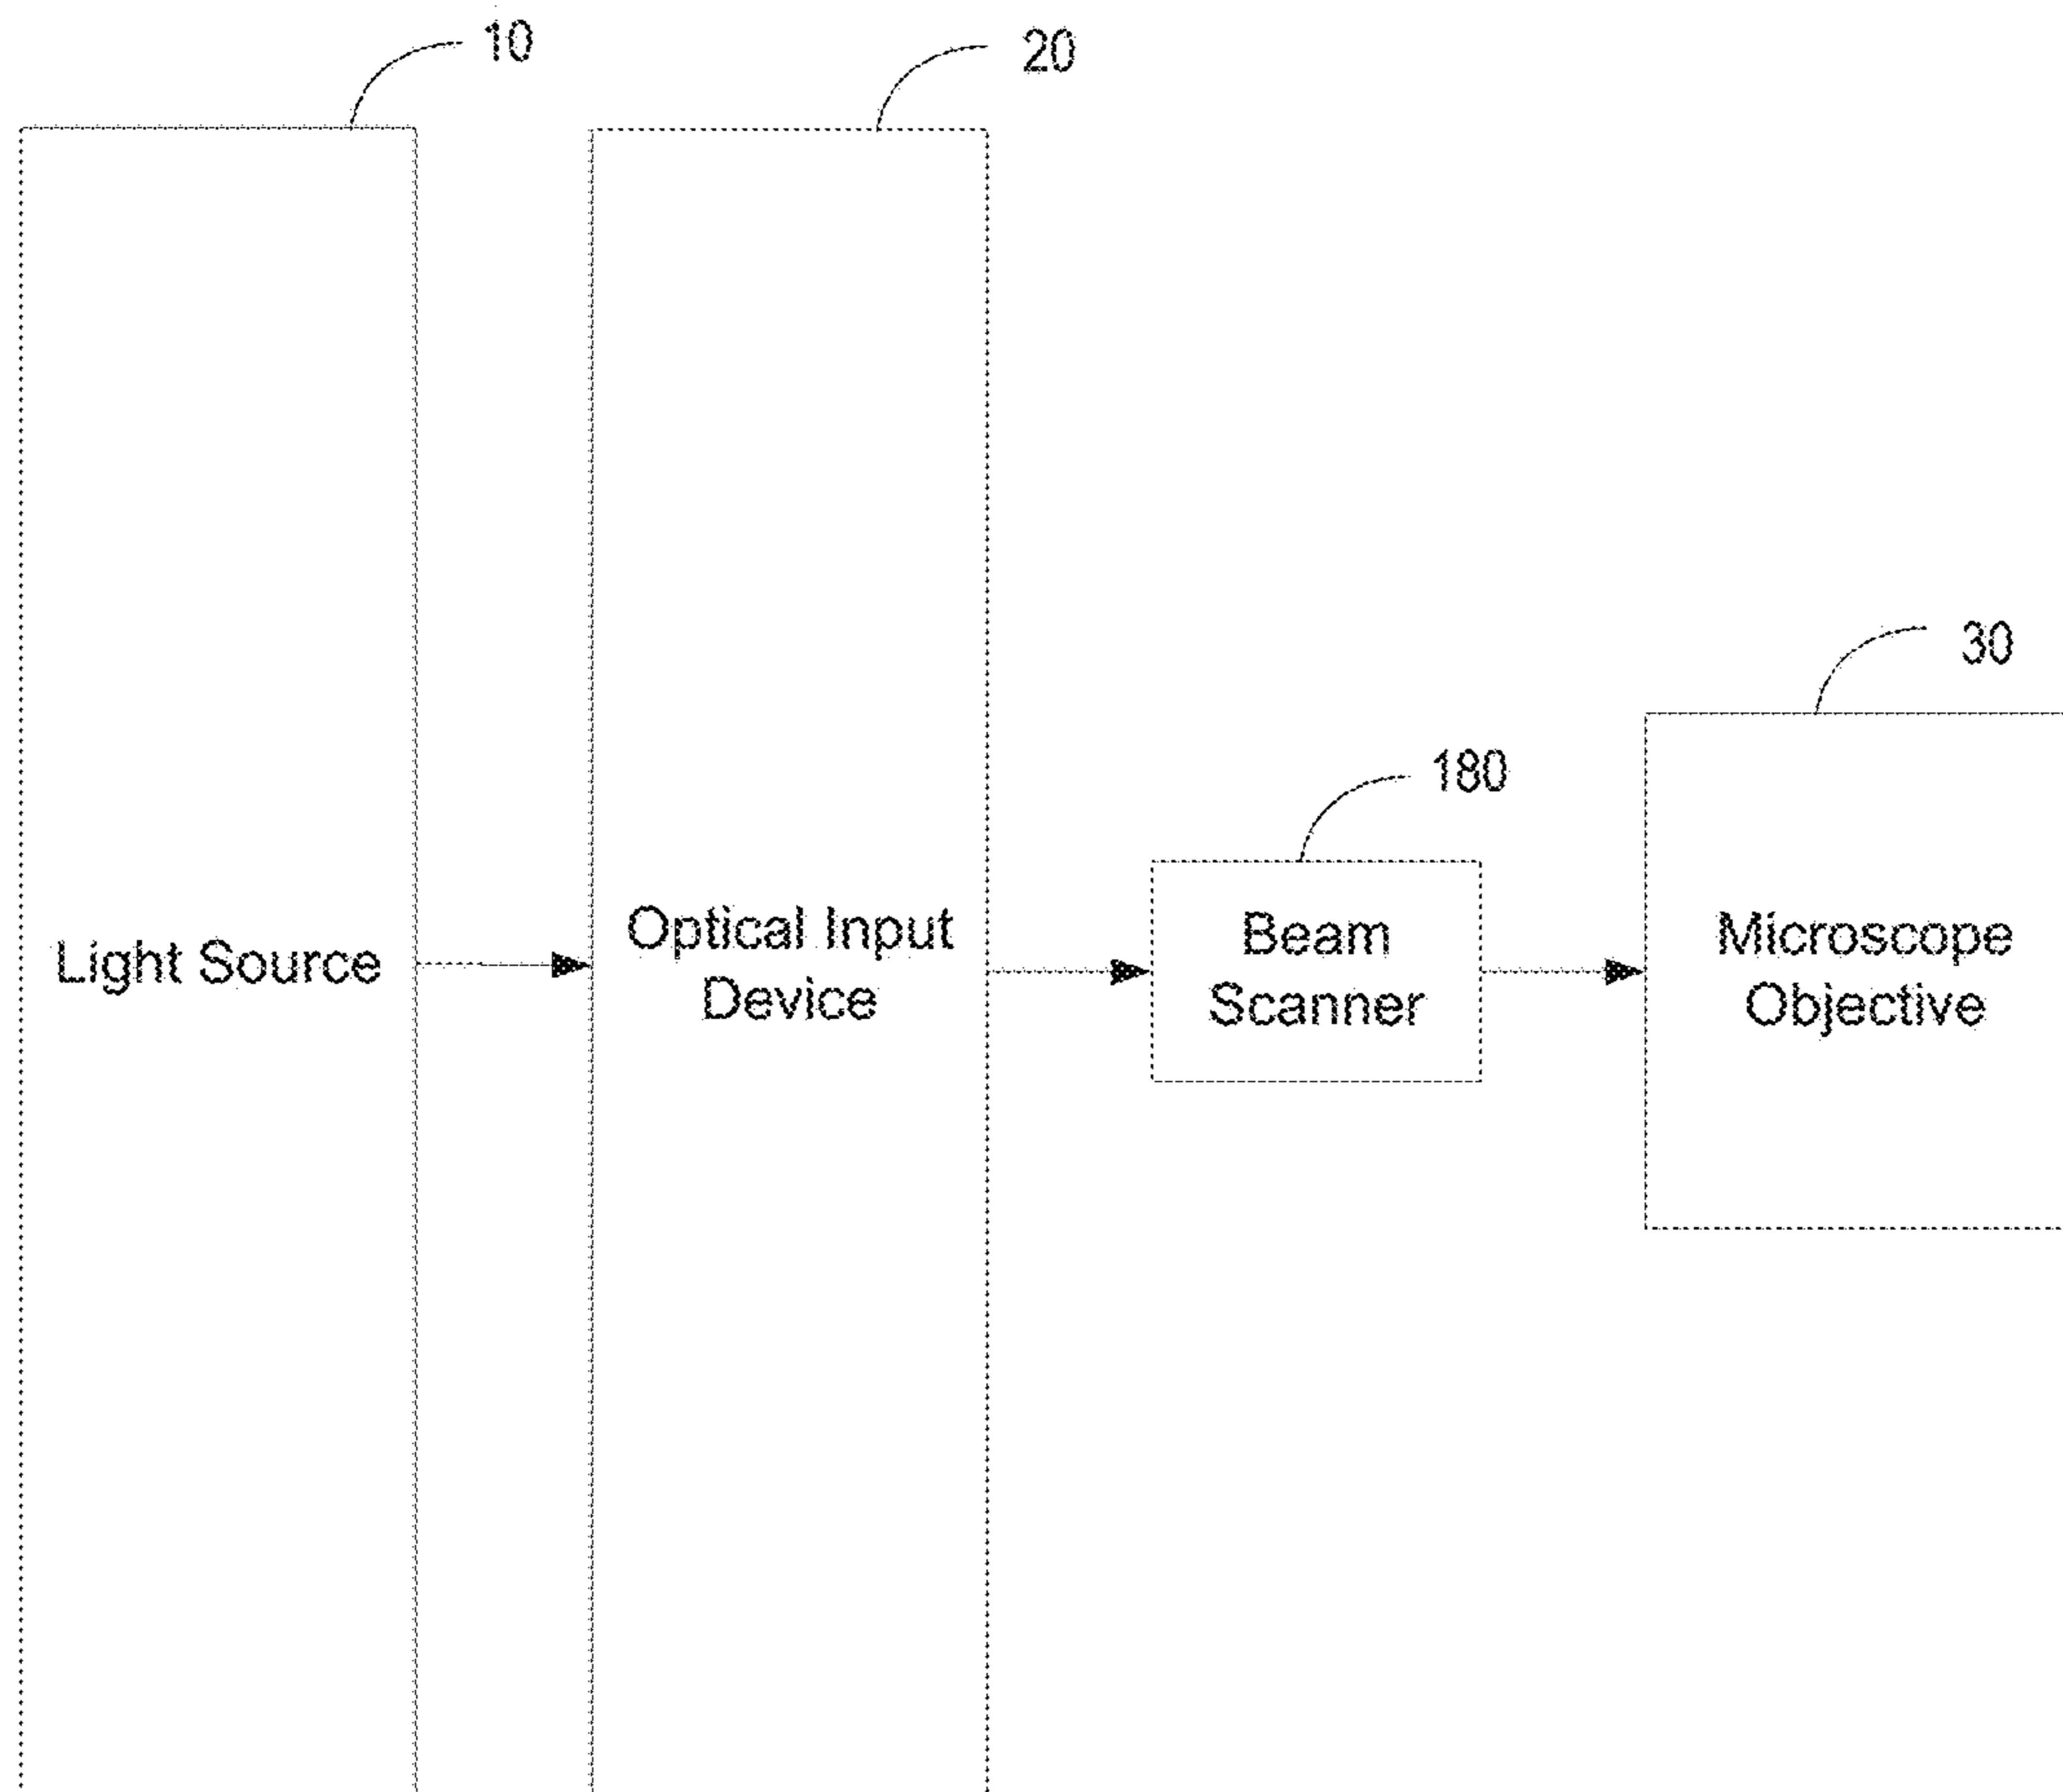 10
20
30
180
Light Source
Optical Input
Device
Beam
Scanner
Microscope
Objective